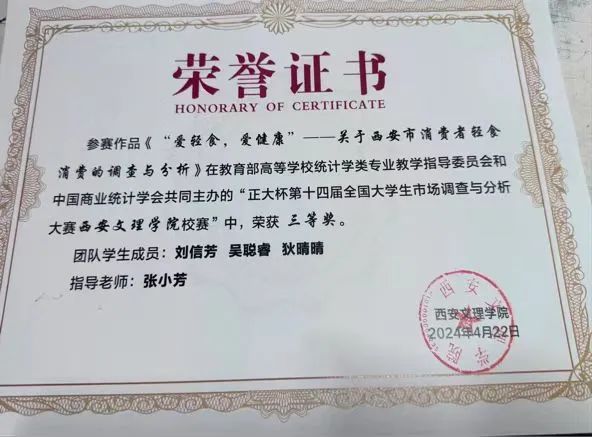 荣誉证书
HONORARY OF CERTIFICATE
参赛作品《“爱轻食，爱健康”——关于西安市消费者轻食
消费的调查与分析》在教育部高等学校统计学类专业教学指导委员会和
中国商业统计学会共同主办的“正大杯第十四届全国大学生市场调查与分析
大赛西安文理学院校赛”中，荣获 三等奖。
团队学生成员：刘信芳 吴聪睿 狄晴晴
指导老师：张小芳
西安文理学院
2024年4月22日